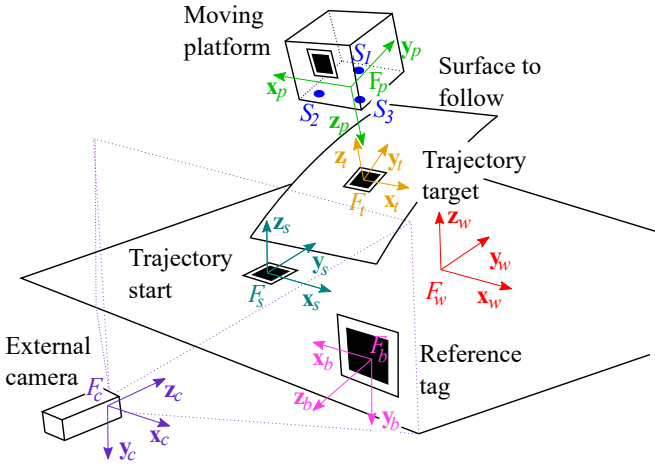 Moving
platform
S1
yp
Fp
xp
S2
S3
zp
Surface to
follow
zt
yt
Ft
xt
Trajectory
target
zw
yw
Fw
xw
zs
ys
Fs
xs
Trajectory
start
External
camera
Fc
zc
xc
yc
Fb
xb
zb
yb
Reference
tag